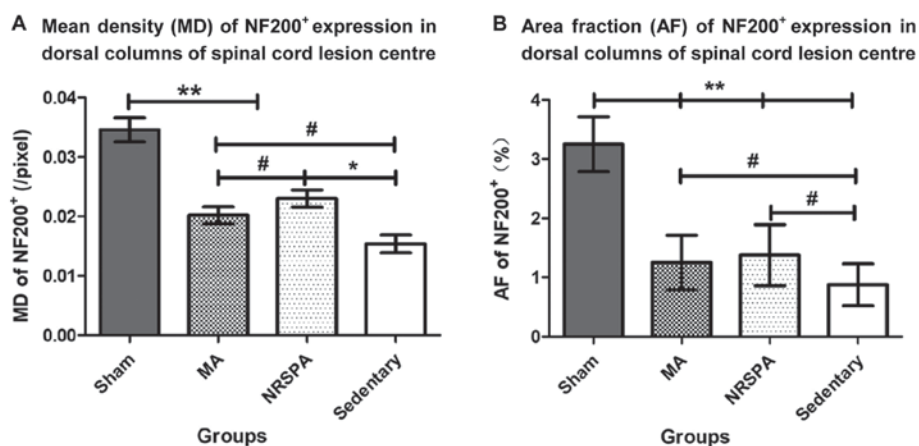 A Mean density (MD) of NF200⁺ expression in
dorsal columns of spinal cord lesion centre
MD of NF200⁺ (/pixel)
0.04
0.03
0.02
0.01
0.00
**
#
#
*
Sham
MA
NRSPA
Sedentary
Groups
B Area fraction (AF) of NF200⁺ expression in
dorsal columns of spinal cord lesion centre
AF of NF200⁺ (%)
4
3
2
1
0
**
#
#
Sham
MA
NRSPA
Sedentary
Groups